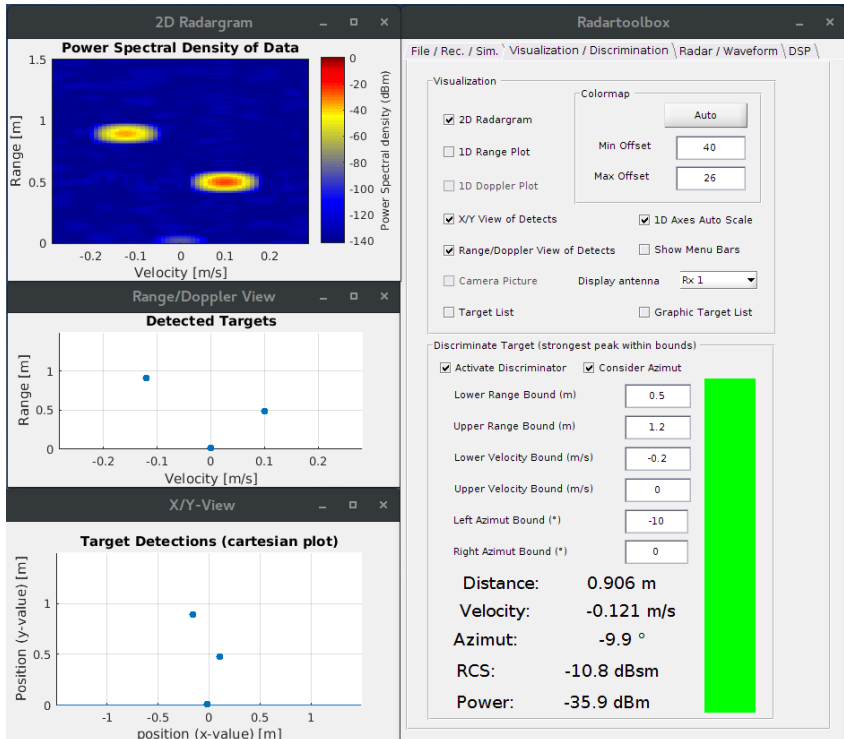 2D Radargram
Power Spectral Density of Data
1.5
1
0.5
0
Range [m]
-0.2 -0.1 0 0.1 0.2
Velocity [m/s]
0
-20
-40
-60
-80
-100
-120
-140
Power Spectral density (dBm)
Range/Doppler View
Detected Targets
1
0.5
0
Range [m]
-0.2 -0.1 0 0.1 0.2
Velocity [m/s]
X/Y-View
Target Detections (cartesian plot)
1
0.5
0
Position (y-value) [m]
-1 -0.5 0 0.5 1
position (x-value) [m]
Radartoolbox
File / Rec. / Sim. Visualization / Discrimination Radar / Waveform DSP
Visualization
2D Radargram
1D Range Plot
1D Doppler Plot
Colormap
Auto
Min Offset 40
Max Offset 26
X/Y View of Detects 1D Axes Auto Scale
Range/Doppler View of Detects Show Menu Bars
Camera Picture Display antenna Rx 1
Target List Graphic Target List
Discriminate Target (strongest peak within bounds)
Activate Discriminator Consider Azimut
Lower Range Bound (m) 0.5
Upper Range Bound (m) 1.2
Lower Velocity Bound (m/s) -0.2
Upper Velocity Bound (m/s) 0
Left Azimut Bound (°) -10
Right Azimut Bound (°) 0
Distance: 0.906 m
Velocity: -0.121 m/s
Azimut: -9.9 °
RCS: -10.8 dBsm
Power: -35.9 dBm